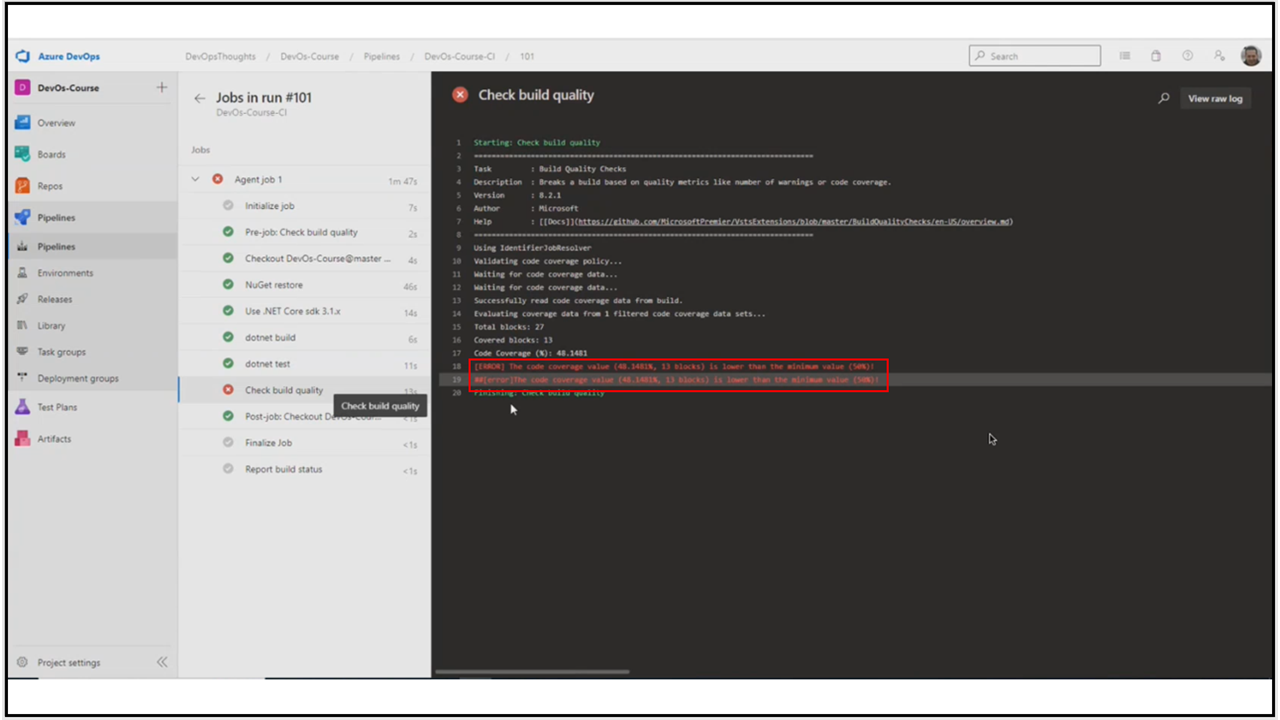 Azure DevOps
DevOpsThoughts / DevOs-Course / Pipelines / DevOs-Course-CI / 101
Search
D DevOs-Course
Overview
Boards
Repos
Pipelines
Pipelines
Environments
Releases
Library
Task groups
Deployment groups
Test Plans
Artifacts
Project settings
Jobs in run #101
DevOs-Course-CI
Jobs
Agent job 1 1m 47s
Initialize job 7s
Pre-job: Check build quality 2s
Checkout DevOs-Course@master ... 4s
NuGet restore 46s
Use .NET Core sdk 3.1.x 14s
dotnet build 6s
dotnet test 11s
Check build quality 13s
Check build quality
Post-job: Checkout DevOs-Cour... <1s
Finalize Job <1s
Report build status <1s
Check build quality
View raw log
1 Starting: Check build quality
2 ==============================================================================
3 Task : Build Quality Checks
4 Description : Breaks a build based on quality metrics like number of warnings or code coverage.
5 Version : 8.2.1
6 Author : Microsoft
7 Help : [[Docs]](https://github.com/MicrosoftPremier/VstsExtensions/blob/master/BuildQualityChecks/en-US/overview.md)
8 ==============================================================================
9 Using IdentifierJobResolver
10 Validating code coverage policy...
11 Waiting for code coverage data...
12 Waiting for code coverage data...
13 Successfully read code coverage data from build.
14 Evaluating coverage data from 1 filtered code coverage data sets...
15 Total blocks: 27
16 Covered blocks: 13
17 Code Coverage (%): 48.1481
18 [ERROR] The code coverage value (48.1481%, 13 blocks) is lower than the minimum value (50%)!
19 ##[error]The code coverage value (48.1481%, 13 blocks) is lower than the minimum value (50%)!
20 Finishing: Check build quality